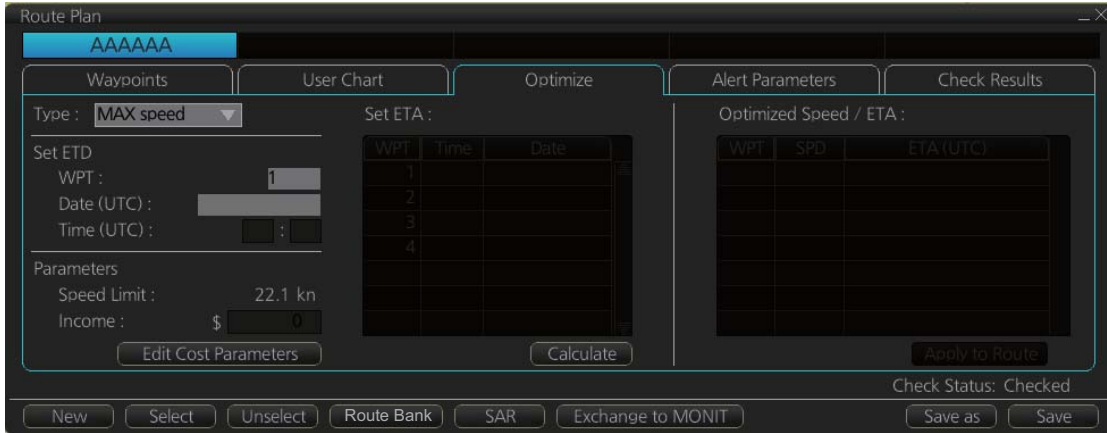 Route Plan
AAAAAA
Waypoints User Chart Optimize Alert Parameters Check Results
Type : MAX speed Set ETA : Optimized Speed / ETA :
Set ETD WPT Time Date WPT SPD ETA (UTC)
WPT : 1 1
Date (UTC) : 2
Time (UTC) : : 3
4
Parameters
Speed Limit : 22.1 kn
Income : $ 0
Edit Cost Parameters Calculate Apply to Route
Check Status: Checked
New Select Unselect Route Bank SAR Exchange to MONIT Save as Save